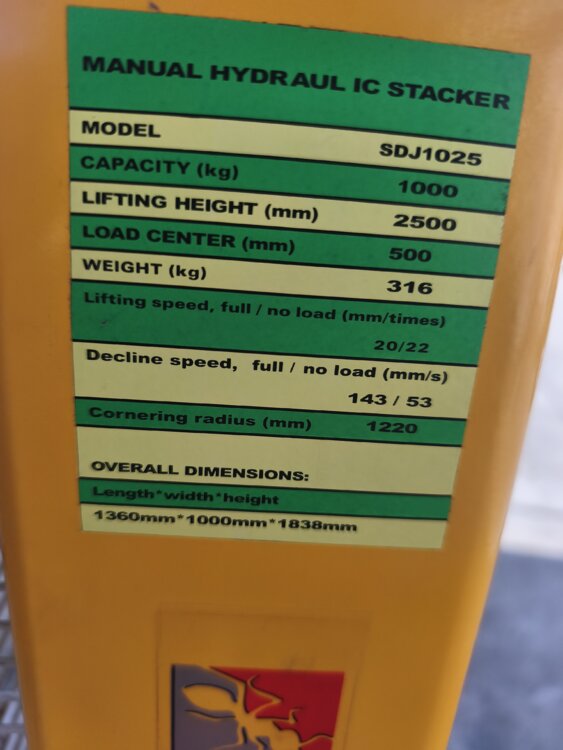 MANUAL HYDRAUL IC STACKER
MODEL SDJ1025
CAPACITY (kg) 1000
LIFTING HEIGHT (mm) 2500
LOAD CENTER (mm) 500
WEIGHT (kg) 316
Lifting speed, full / no load (mm/times)
20/22
Decline speed, full / no load (mm/s)
143 / 53
Cornering radius (mm) 1220
OVERALL DIMENSIONS:
Length*width*height
1360mm*1000mm*1838mm